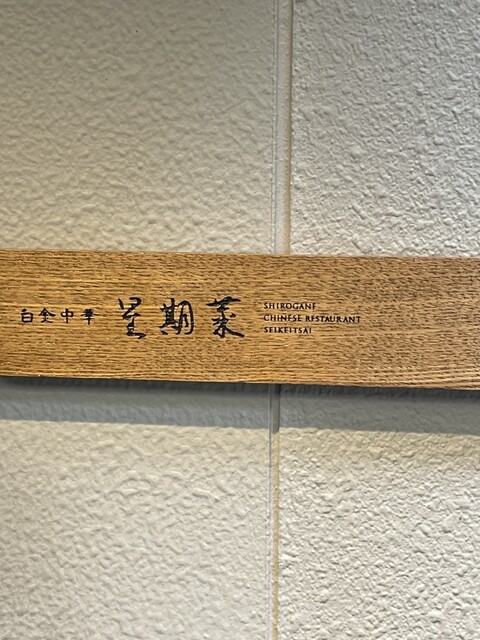 白金中華 星期菜
SHIROGANE
CHINESE RESTAURANT
SEIKEITSAI